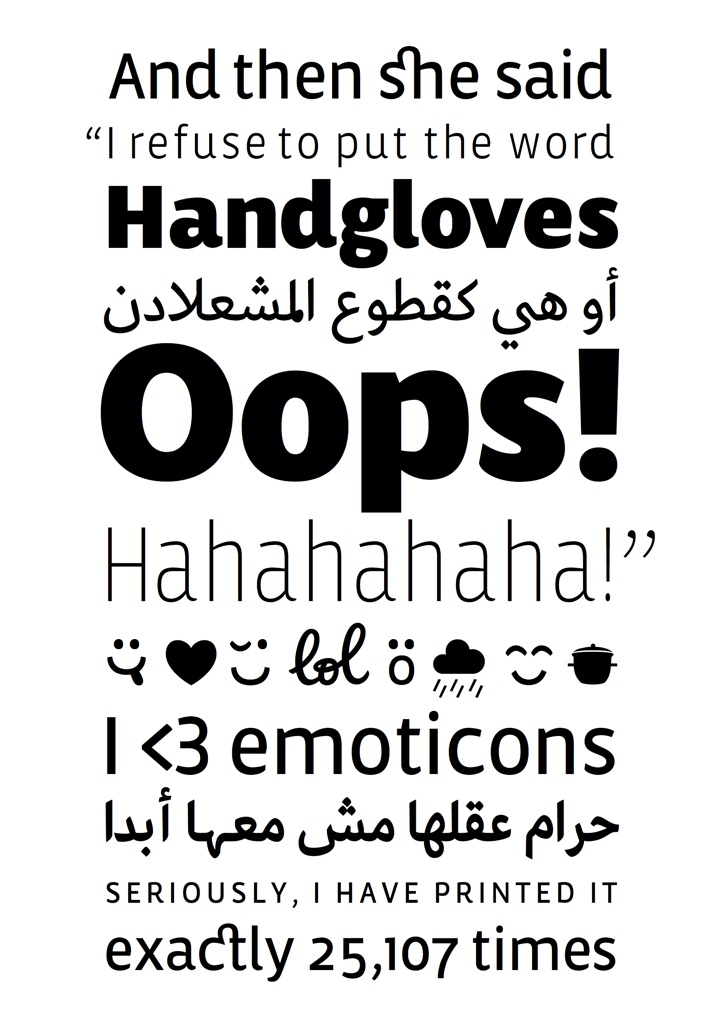 And then she said
“I refuse to put the word
Handgloves
أو هي كقطوع المشعلادن
Oops!
Hahahahaha!”
lol ö
I <3 emoticons
حرام عقلها مش معها أبدا
SERIOUSLY, I HAVE PRINTED IT
exactly 25,107 times